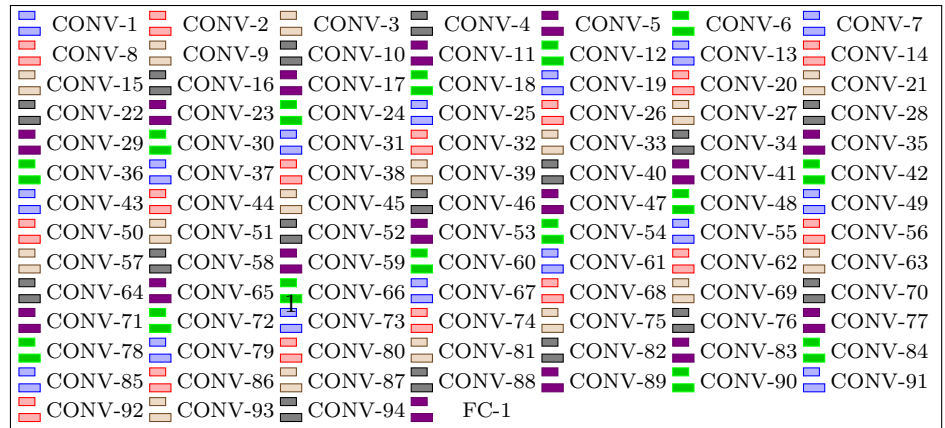 CONV-1 CONV-2 CONV-3 CONV-4 CONV-5 CONV-6 CONV-7
CONV-8 CONV-9 CONV-10 CONV-11 CONV-12 CONV-13 CONV-14
CONV-15 CONV-16 CONV-17 CONV-18 CONV-19 CONV-20 CONV-21
CONV-22 CONV-23 CONV-24 CONV-25 CONV-26 CONV-27 CONV-28
CONV-29 CONV-30 CONV-31 CONV-32 CONV-33 CONV-34 CONV-35
CONV-36 CONV-37 CONV-38 CONV-39 CONV-40 CONV-41 CONV-42
CONV-43 CONV-44 CONV-45 CONV-46 CONV-47 CONV-48 CONV-49
CONV-50 CONV-51 CONV-52 CONV-53 CONV-54 CONV-55 CONV-56
CONV-57 CONV-58 CONV-59 CONV-60 CONV-61 CONV-62 CONV-63
CONV-64 CONV-65 CONV-66 CONV-67 CONV-68 CONV-69 CONV-70
1
CONV-71 CONV-72 CONV-73 CONV-74 CONV-75 CONV-76 CONV-77
CONV-78 CONV-79 CONV-80 CONV-81 CONV-82 CONV-83 CONV-84
CONV-85 CONV-86 CONV-87 CONV-88 CONV-89 CONV-90 CONV-91
CONV-92 CONV-93 CONV-94 FC-1